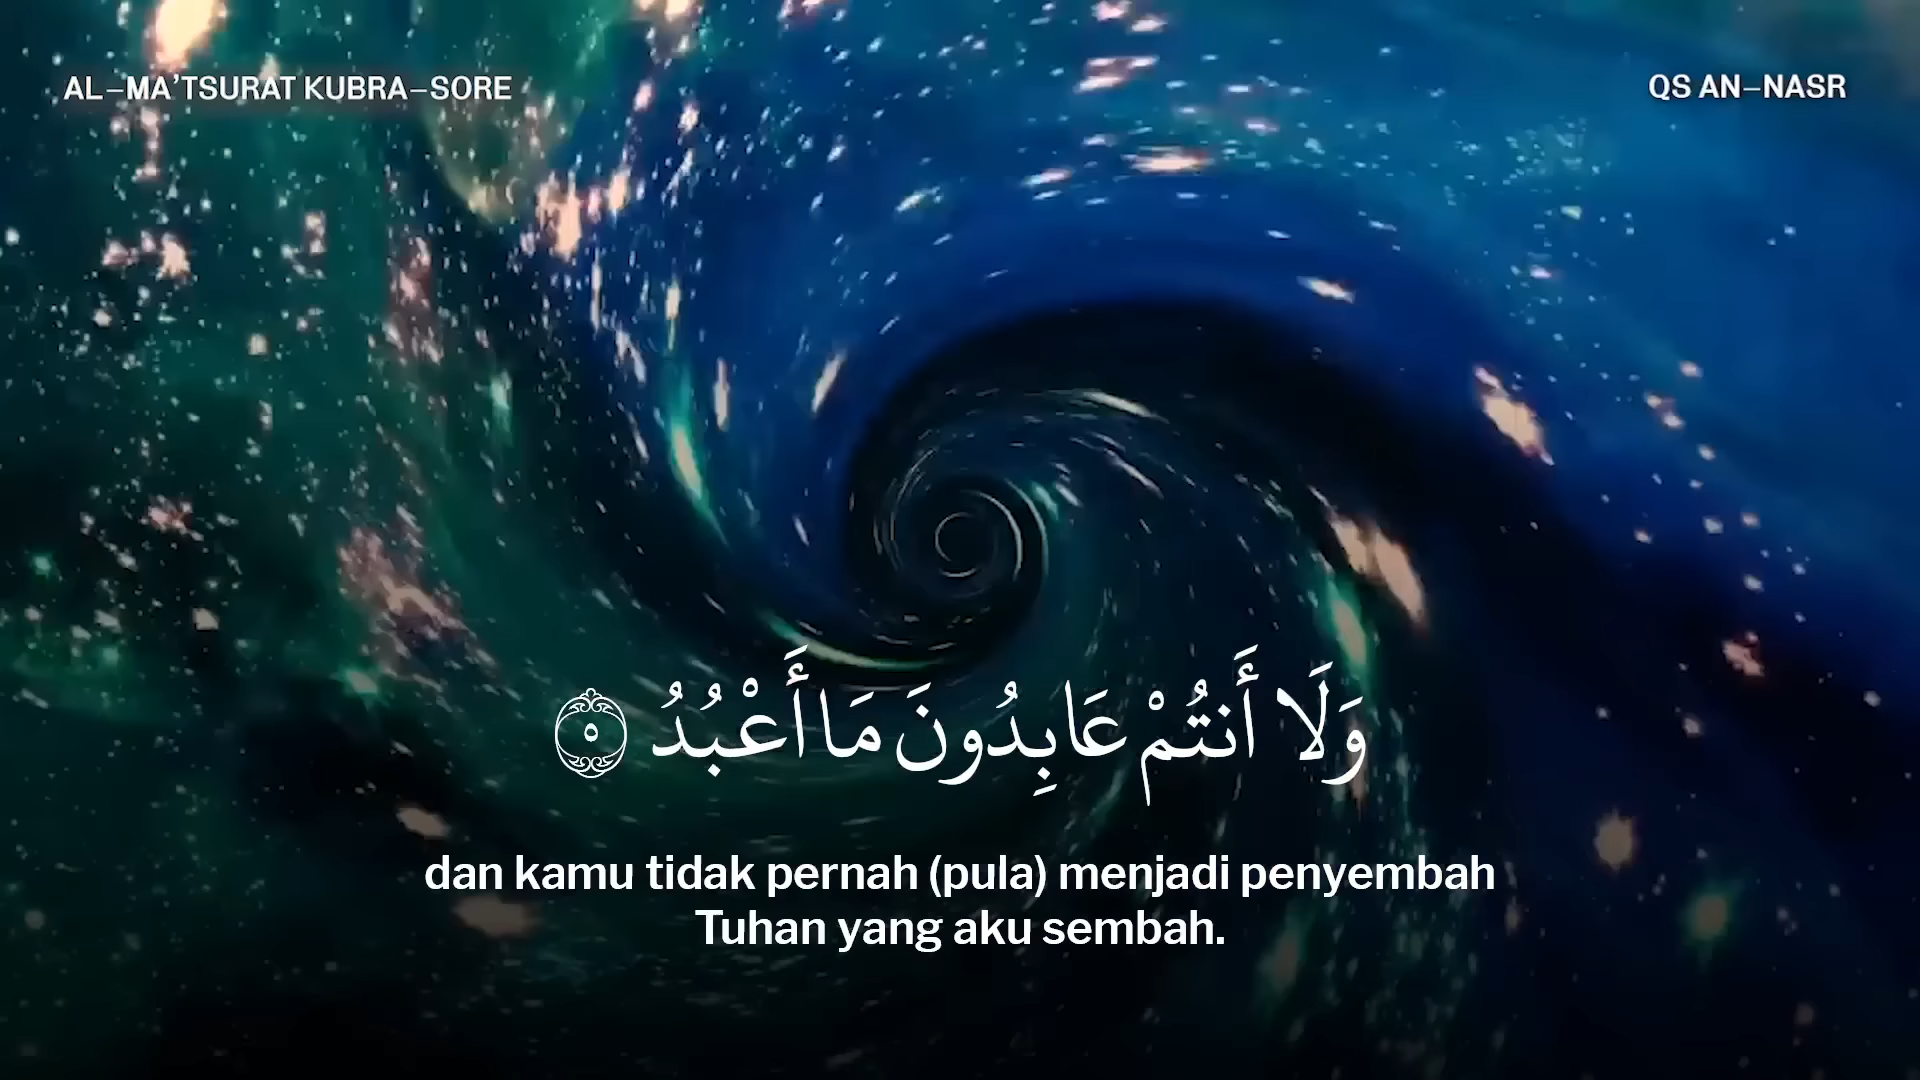 AL–MA’TSURAT KUBRA–SORE
QS AN–NASR
وَلَا أَنتُمْ عَابِدُونَ مَا أَعْبُدُ ۝٥
dan kamu tidak pernah (pula) menjadi penyembah
Tuhan yang aku sembah.